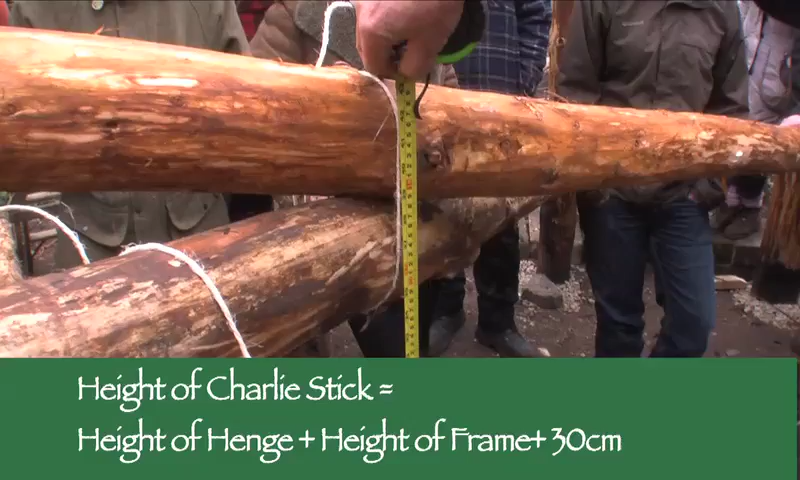 Height of Charlie Stick =
Height of Henge + Height of Frame+ 30cm